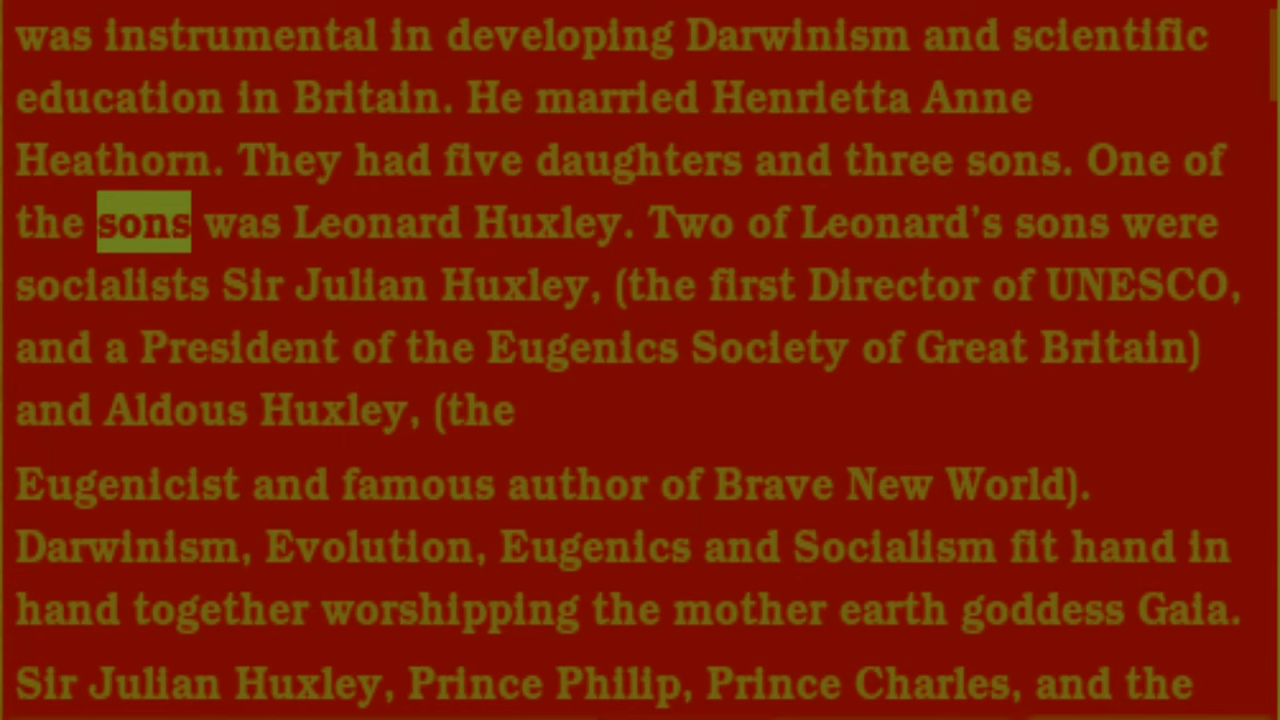 was instrumental in developing Darwinism and scientific
education in Britain. He married Henrietta Anne
Heathorn. They had five daughters and three sons. One of
the sons was Leonard Huxley. Two of Leonard’s sons were
socialists Sir Julian Huxley, (the first Director of UNESCO,
and a President of the Eugenics Society of Great Britain)
and Aldous Huxley, (the
Eugenicist and famous author of Brave New World).
Darwinism, Evolution, Eugenics and Socialism fit hand in
hand together worshipping the mother earth goddess Gaia.
Sir Julian Huxley, Prince Philip, Prince Charles, and the